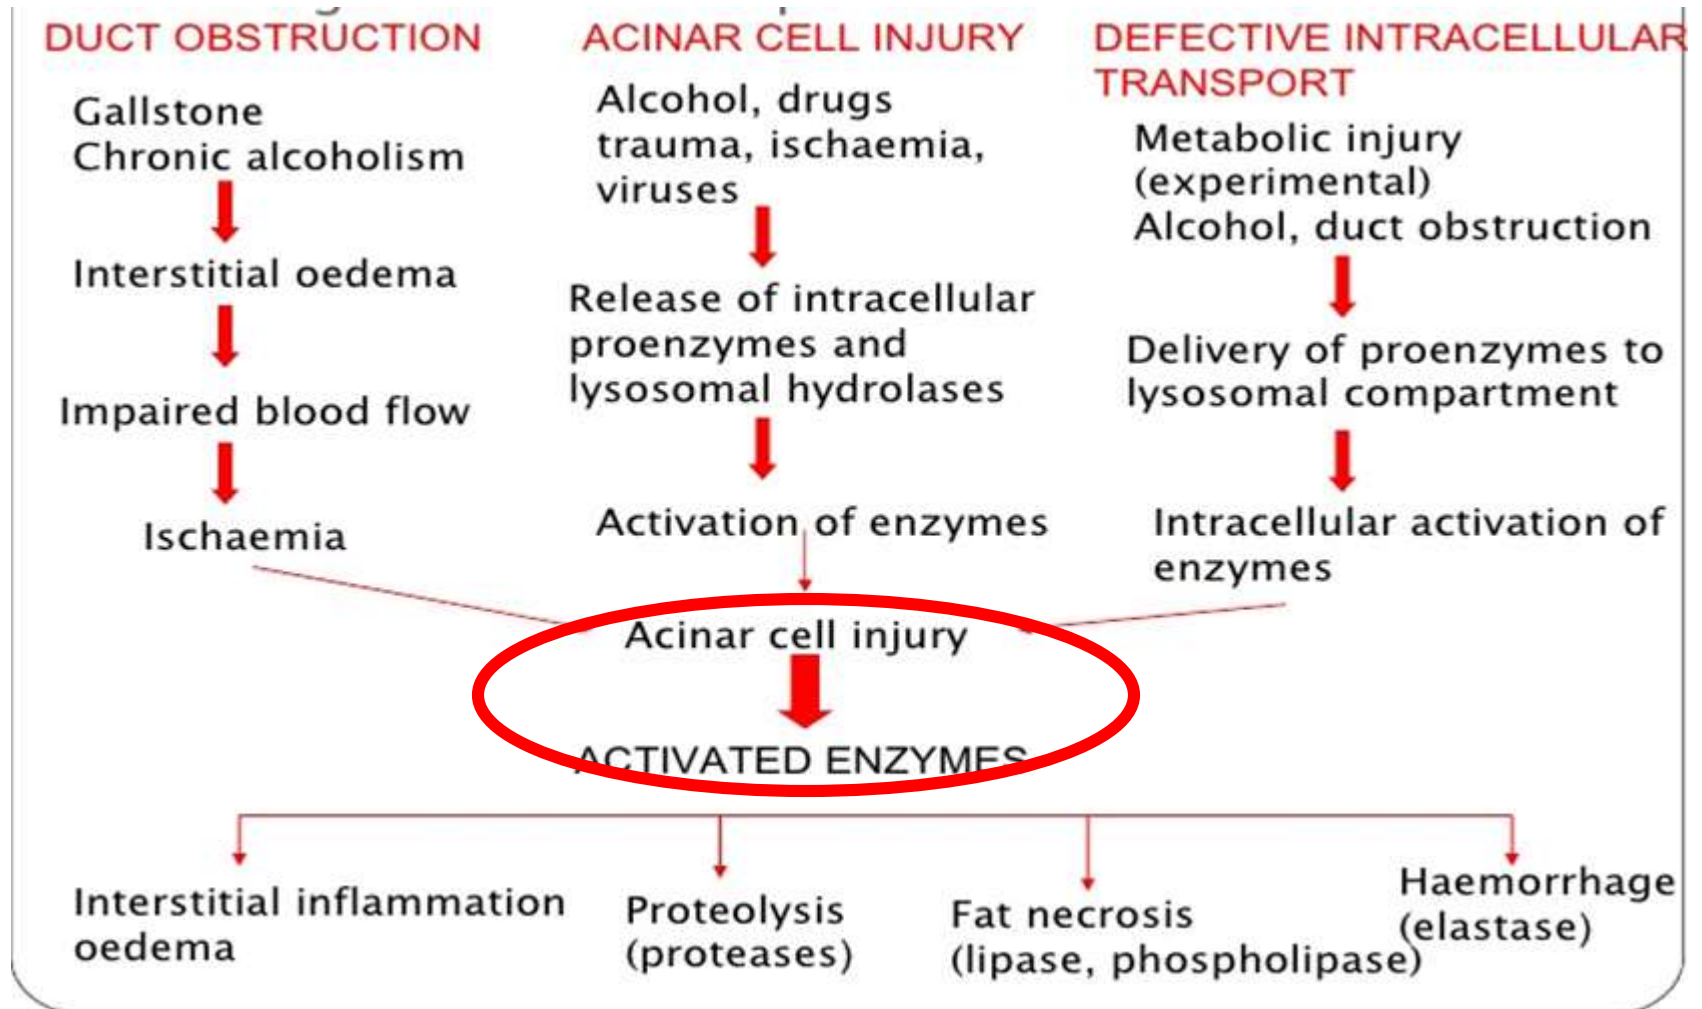 DUCT OBSTRUCTION
Gallstone
Chronic alcoholism
Interstitial oedema
Impaired blood flow
Ischaemia
ACINAR CELL INJURY
Alcohol, drugs
trauma, ischaemia,
viruses
Release of intracellular
proenzymes and
lysosomal hydrolases
Activation of enzymes
DEFECTIVE INTRACELLULAR
TRANSPORT
Metabolic injury
(experimental)
Alcohol, duct obstruction
Delivery of proenzymes to
lysosomal compartment
Intracellular activation of
enzymes
Acinar cell injury
ACTIVATED ENZYMES
Interstitial inflammation
oedema
Proteolysis
(proteases)
Fat necrosis
(lipase, phospholipase)
Haemorrhage
(elastase)